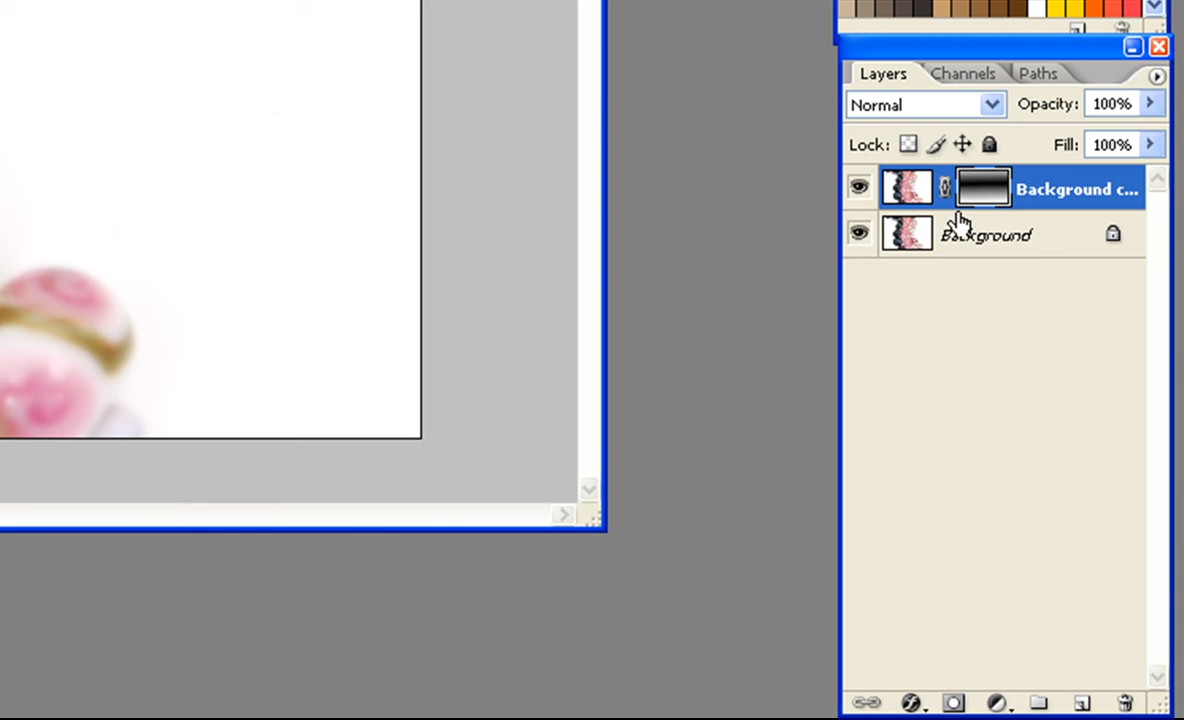 Layers Channels Paths
Normal Opacity: 100%
Lock: Fill: 100%
Background c...
Background